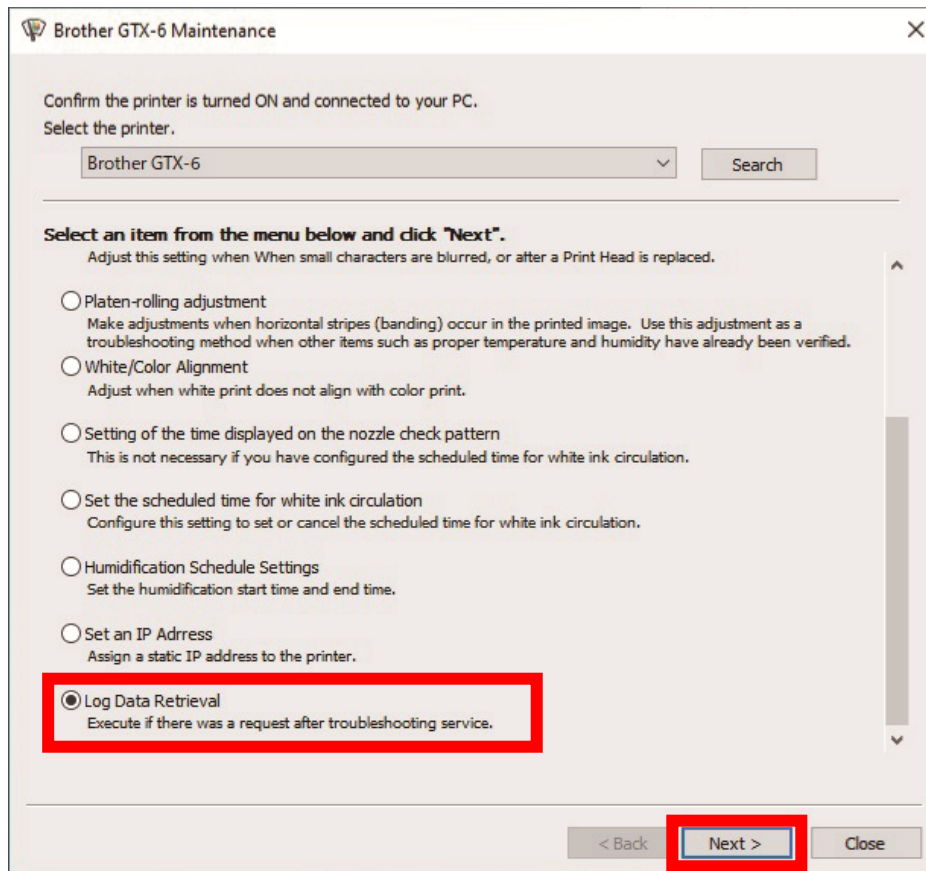 Brother GTX-6 Maintenance
Confirm the printer is turned ON and connected to your PC.
Select the printer.
Brother GTX-6
Search
Select an item from the menu below and click "Next".
Adjust this setting when When small characters are blurred, or after a Print Head is replaced.
Platen-rolling adjustment
Make adjustments when horizontal stripes (banding) occur in the printed image. Use this adjustment as a
troubleshooting method when other items such as proper temperature and humidity have already been verified.
White/Color Alignment
Adjust when white print does not align with color print.
Setting of the time displayed on the nozzle check pattern
This is not necessary if you have configured the scheduled time for white ink circulation.
Set the scheduled time for white ink circulation
Configure this setting to set or cancel the scheduled time for white ink circulation.
Humidification Schedule Settings
Set the humidification start time and end time.
Set an IP Adrress
Assign a static IP address to the printer.
Log Data Retrieval
Execute if there was a request after troubleshooting service.
< Back
Next >
Close